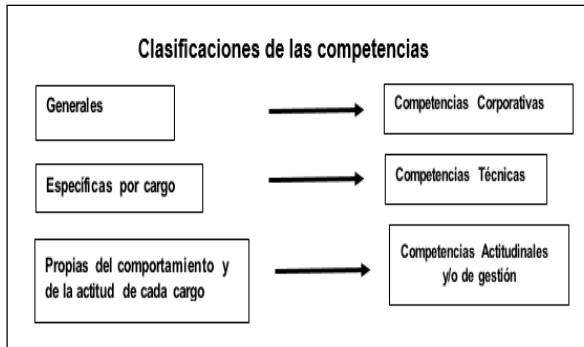 Clasificaciones de las competencias
Generales
Competencias Corporativas
Específicas por cargo
Competencias Técnicas
Propias del comportamiento y
de la actitud de cada cargo
Competencias Actitudinales
y/o de gestión